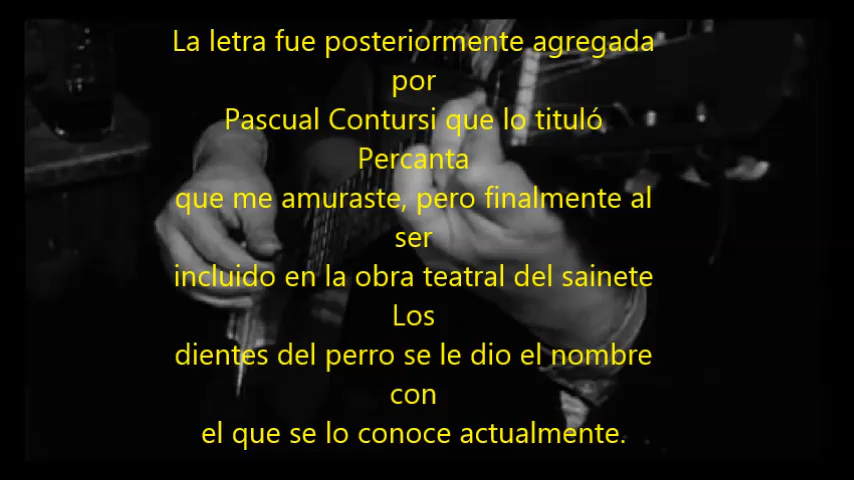 La letra fue posteriormente agregada
por
Pascual Contursi que lo tituló
Percanta
que me amuraste, pero finalmente al
ser
incluido en la obra teatral del sainete
Los
dientes del perro se le dio el nombre
con
el que se lo conoce actualmente.